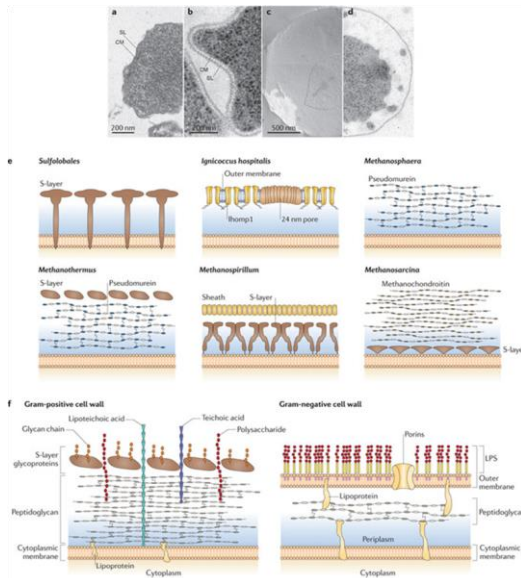 a
b
c
d
SL
CM
CM
SL
200 nm
200 nm
500 nm
e
Sulfolobales
Ignicoccus hospitalis
Methanosphaera
S-layer
Outer membrane
Pseudomurein
Ihomp1
24 nm pore
Methanothermus
Methanospirillum
Methanosarcina
S-layer
Pseudomurein
Sheath
S-layer
Methanochondroitin
S-layer
f
Gram-positive cell wall
Gram-negative cell wall
Lipoteichoic acid
Teichoic acid
Glycan chain
Polysaccharide
Porins
S-layer
glycoproteins
LPS
Outer
membrane
Lipoprotein
Peptidoglycan
Peptidoglycan
Periplasm
Cytoplasmic
membrane
Cytoplasmic
membrane
Lipoprotein
Cytoplasm
Cytoplasm